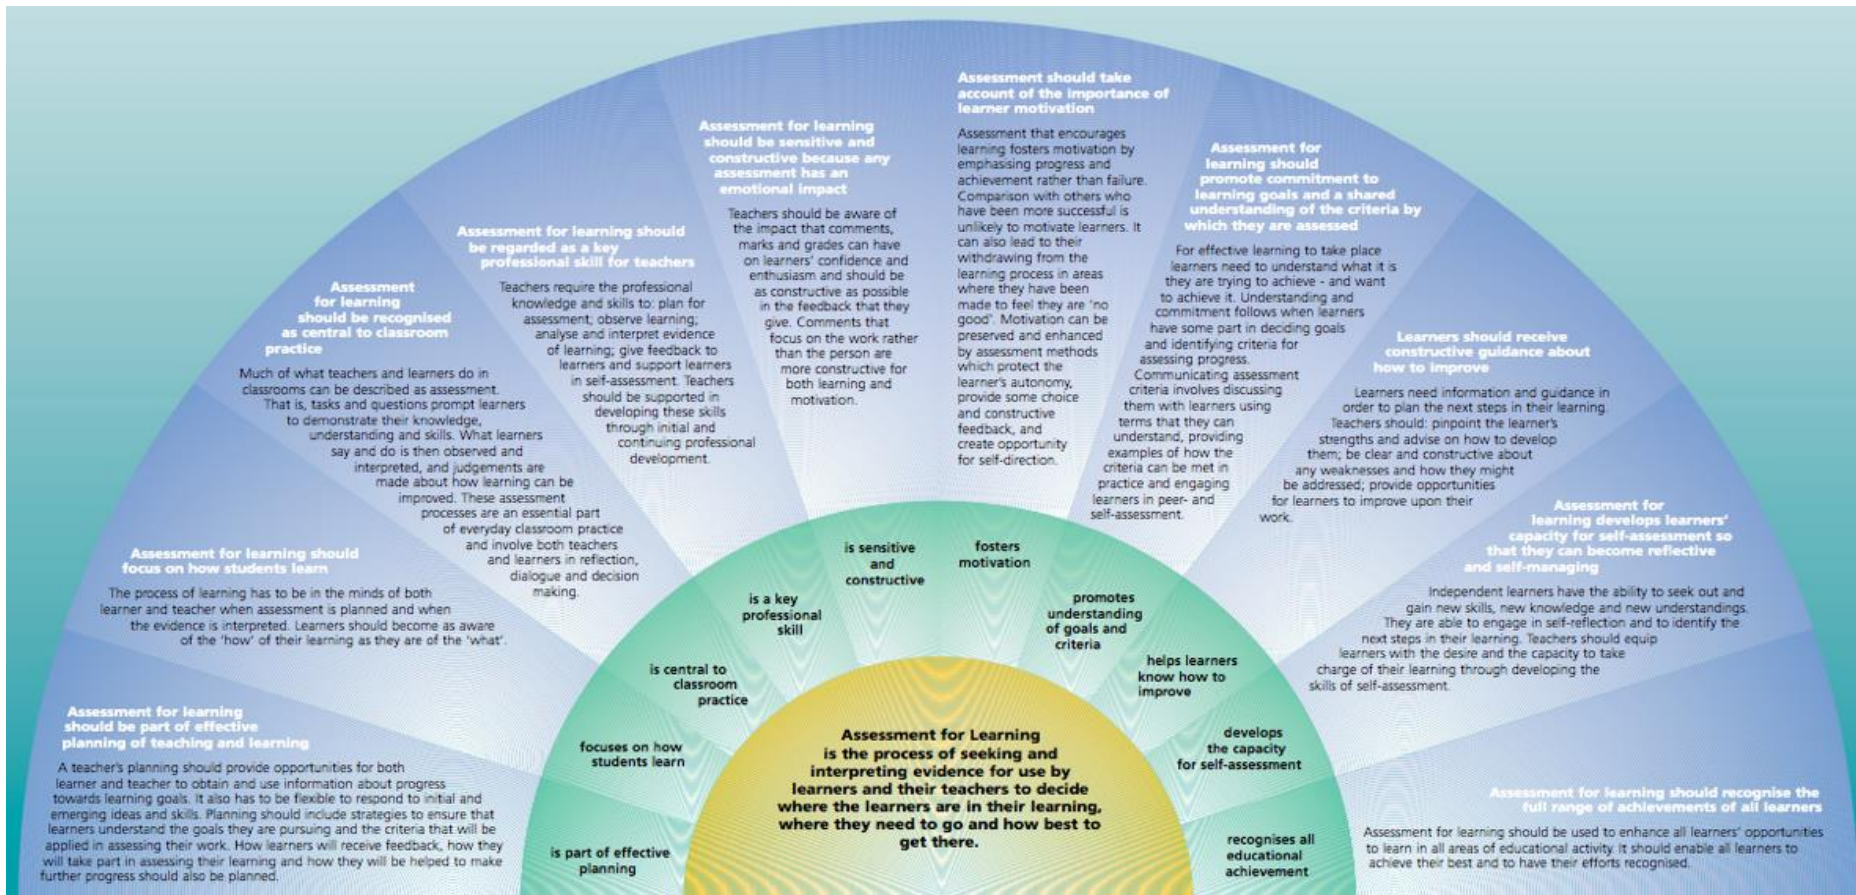 Assessment for learning
should be part of effective
planning of teaching and learning
A teacher's planning should provide opportunities for both
learner and teacher to obtain and use information about progress
towards learning goals. It also has to be flexible to respond to initial and
emerging ideas and skills. Planning should include strategies to ensure that
learners understand the goals they are pursuing and the criteria that will be
applied in assessing their work. How learners will receive feedback, how they
will take part in assessing their learning and how they will be helped to make
further progress should also be planned.
Assessment for learning should
focus on how students learn
The process of learning has to be in the minds of both
learner and teacher when assessment is planned and when
the evidence is interpreted. Learners should become as aware
of the 'how' of their learning as they are of the 'what'.
Assessment
for learning
should be recognised
as central to classroom
practice
Much of what teachers and learners do in
classrooms can be described as assessment.
That is, tasks and questions prompt learners
to demonstrate their knowledge,
understanding and skills. What learners
say and do is then observed and
interpreted, and judgements are
made about how learning can be
improved. These assessment
processes are an essential part
of everyday classroom practice
and involve both teachers
and learners in reflection,
dialogue and decision
making.
Assessment for learning should
be regarded as a key
professional skill for teachers
Teachers require the professional
knowledge and skills to: plan for
assessment; observe learning;
analyse and interpret evidence
of learning; give feedback to
learners and support learners
in self-assessment. Teachers
should be supported in
developing these skills
through initial and
continuing professional
development.
Assessment for learning
should be sensitive and
constructive because any
assessment has an
emotional impact
Teachers should be aware of
the impact that comments,
marks and grades can have
on learners' confidence and
enthusiasm and should be
as constructive as possible
in the feedback that they
give. Comments that
focus on the work rather
than the person are
more constructive for
both learning and
motivation.
Assessment should take
account of the importance of
learner motivation
Assessment that encourages
learning fosters motivation by
emphasising progress and
achievement rather than failure.
Comparison with others who
have been more successful is
unlikely to motivate learners. It
can also lead to their
withdrawing from the
learning process in areas
where they have been
made to feel they are 'no
good'. Motivation can be
preserved and enhanced
by assessment methods
which protect the
learner's autonomy,
provide some choice
and constructive
feedback, and
create opportunity
for self-direction.
Assessment for
learning should
promote commitment to
learning goals and a shared
understanding of the criteria by
which they are assessed
For effective learning to take place
learners need to understand what it is
they are trying to achieve - and want
to achieve it. Understanding and
commitment follows when learners
have some part in deciding goals
and identifying criteria for
assessing progress.
Communicating assessment
criteria involves discussing
them with learners using
terms that they can
understand, providing
examples of how the
criteria can be met in
practice and engaging
learners in peer- and
self-assessment.
Learners should receive
constructive guidance about
how to improve
Learners need information and guidance in
order to plan the next steps in their learning.
Teachers should: pinpoint the learner's
strengths and advise on how to develop
them; be clear and constructive about
any weaknesses and how they might
be addressed; provide opportunities
for learners to improve upon their
work.
Assessment for
learning develops learners'
capacity for self-assessment so
that they can become reflective
and self-managing
Independent learners have the ability to seek out and
gain new skills, new knowledge and new understandings.
They are able to engage in self-reflection and to identify the
next steps in their learning. Teachers should equip
learners with the desire and the capacity to take
charge of their learning through developing the
skills of self-assessment.
Assessment for learning should recognise the
full range of achievements of all learners
Assessment for learning should be used to enhance all learners' opportunities
to learn in all areas of educational activity. It should enable all learners to
achieve their best and to have their efforts recognised.
is part of effective
planning
focuses on how
students learn
is central to
classroom
practice
is a key
professional
skill
is sensitive
and
constructive
fosters
motivation
promotes
understanding
of goals and
criteria
helps learners
know how to
improve
develops
the capacity
for self-assessment
recognises all
educational
achievement
Assessment for Learning
is the process of seeking and
interpreting evidence for use by
learners and their teachers to decide
where the learners are in their learning,
where they need to go and how best to
get there.